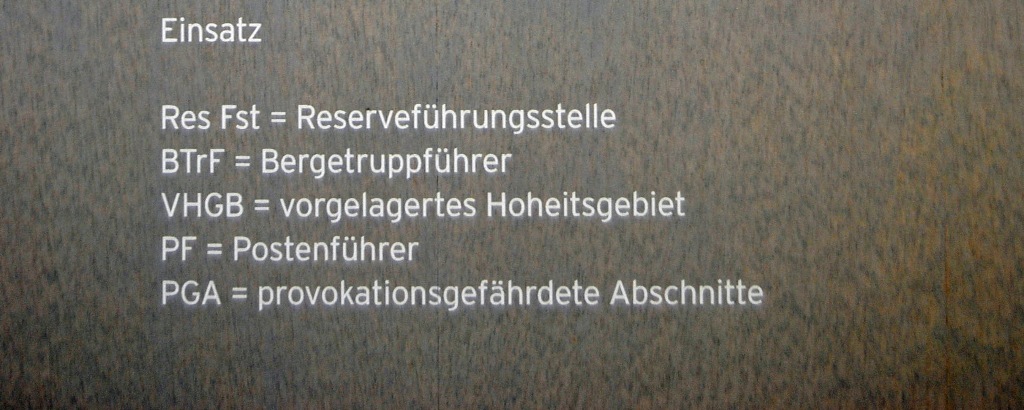 Einsatz
Res Fst = Reserveführungsstelle
BTrF = Bergetruppführer
VHGB = vorgelagertes Hoheitsgebiet
PF = Postenführer
PGA = provokationsgefährdete Abschnitte